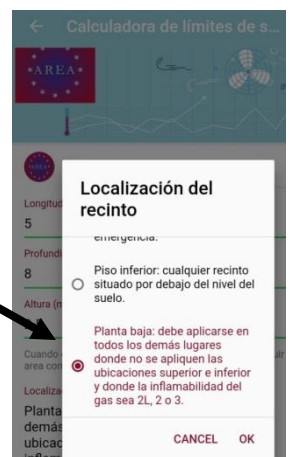 Calculadora de límites de s...
AREA
Longitud
5
Localización del
recinto
emergencia.
Profundi
8
Piso inferior: cualquier recinto
situado por debajo del nivel del
suelo.
Altura (m
Planta baja: debe aplicarse en
todos los demás lugares
donde no se apliquen las
ubicaciones superior e inferior
y donde la inflamabilidad del
gas sea 2L, 2 o 3.
Cuando
uir
area con
Localiza
Planta
demás
ubicac
CANCEL OK